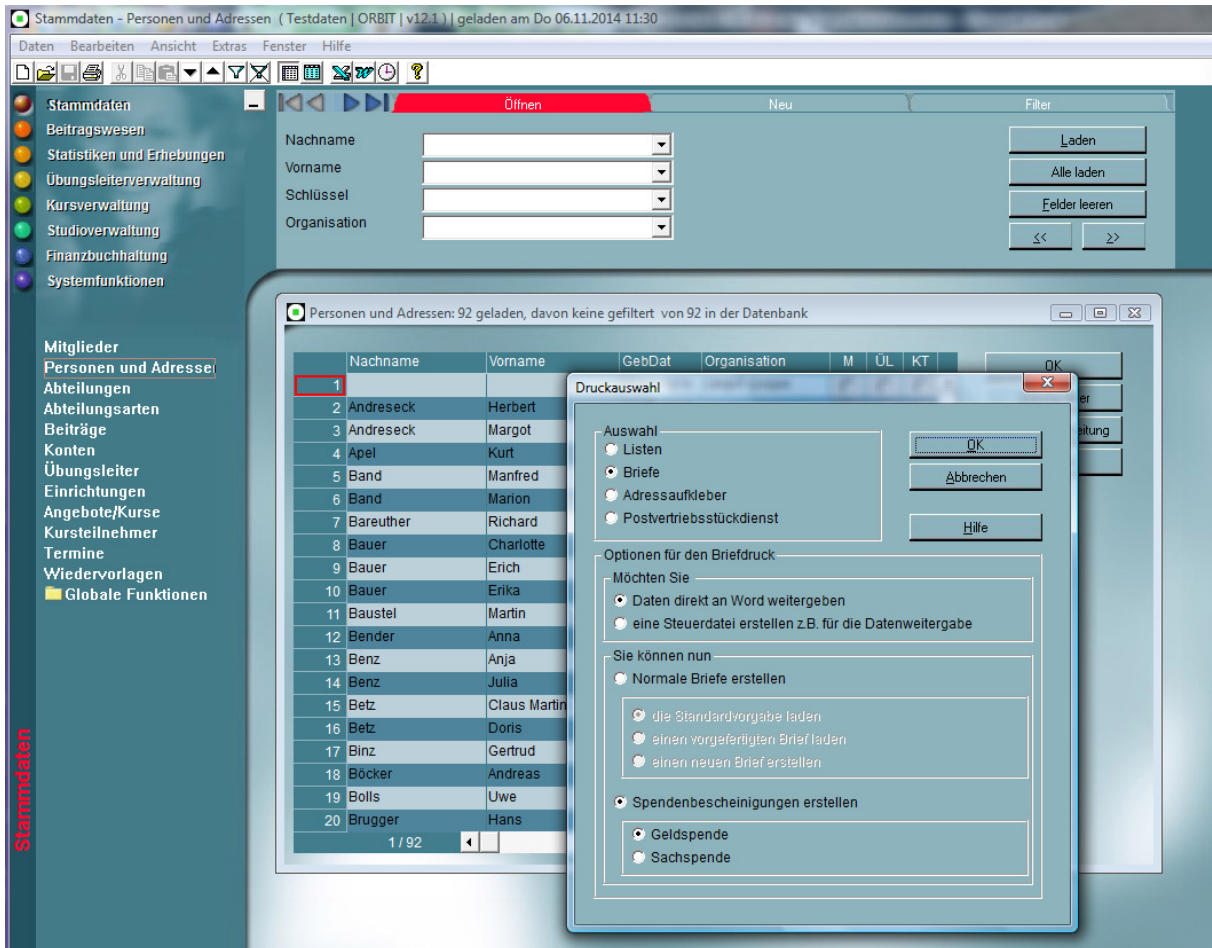 Stammdaten - Personen und Adressen ( Testdaten | ORBIT | v12.1 ) | geladen am Do 06.11.2014 11:30
Daten Bearbeiten Ansicht Extras Fenster Hilfe
Stammdaten
Beitragswesen
Statistiken und Erhebungen
Übungsleiterverwaltung
Kursverwaltung
Studioverwaltung
Finanzbuchhaltung
Systemfunktionen
Mitglieder
Personen und Adresse
Abteilungen
Abteilungsarten
Beiträge
Konten
Übungsleiter
Einrichtungen
Angebote/Kurse
Kursteilnehmer
Termine
Wiedervorlagen
Globale Funktionen
Stammdaten
Öffnen Neu Filter
Nachname
Vorname
Schlüssel
Organisation
Laden
Alle laden
Felder leeren
<< >>
Personen und Adressen: 92 geladen, davon keine gefiltert von 92 in der Datenbank
Nachname Vorname GebDat Organisation M ÜL KT
1
2 Andreseck Herbert
3 Andreseck Margot
4 Apel Kurt
5 Band Manfred
6 Band Marion
7 Bareuther Richard
8 Bauer Charlotte
9 Bauer Erich
10 Bauer Erika
11 Baustel Martin
12 Bender Anna
13 Benz Anja
14 Benz Julia
15 Betz Claus Martin
16 Betz Doris
17 Binz Gertrud
18 Böcker Andreas
19 Bolls Uwe
20 Brugger Hans
1 / 92
OK
er
eitung
Druckauswahl
Auswahl
Listen
Briefe
Adressaufkleber
Postvertriebsstückdienst
OK
Abbrechen
Hilfe
Optionen für den Briefdruck
Möchten Sie
Daten direkt an Word weitergeben
eine Steuerdatei erstellen z.B. für die Datenweitergabe
Sie können nun
Normale Briefe erstellen
die Standardvorgabe laden
einen vorgefertigten Brief laden
einen neuen Brief erstellen
Spendenbescheinigungen erstellen
Geldspende
Sachspende